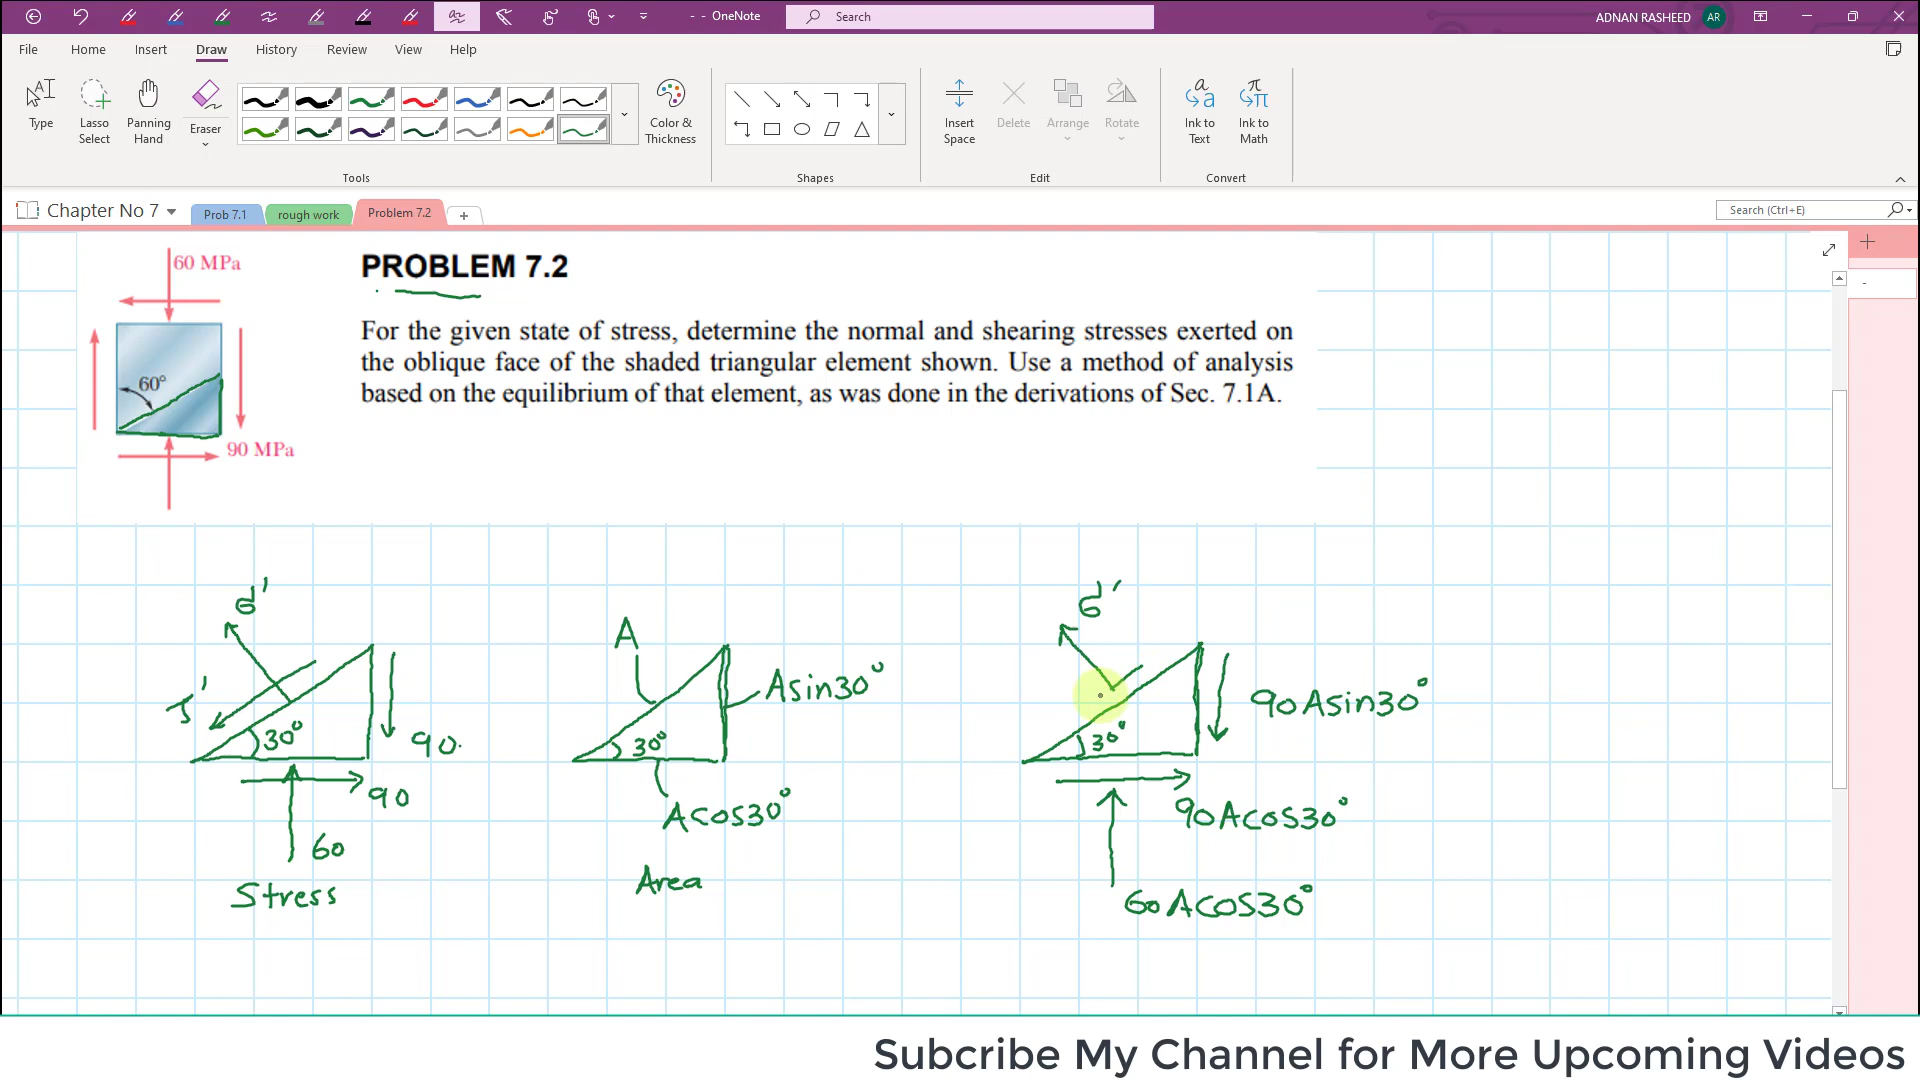 - - OneNote
Search
ADNAN RASHEED
AR
File Home Insert Draw History Review View Help
Type
Lasso Select
Panning Hand
Eraser
Color & Thickness
Insert Space
Delete
Arrange
Rotate
Ink to Text
Ink to Math
Tools
Shapes
Edit
Convert
Chapter No 7
Prob 7.1
rough work
Problem 7.2
Search (Ctrl+E)
60 MPa
60°
90 MPa
PROBLEM 7.2
For the given state of stress, determine the normal and shearing stresses exerted on
the oblique face of the shaded triangular element shown. Use a method of analysis
based on the equilibrium of that element, as was done in the derivations of Sec. 7.1A.
σ'
τ'
30°
90
90
60
Stress
A
Asin30°
30°
Acos30°
Area
σ'
30°
90Asin30°
90Acos30°
60Acos30°
Subcribe My Channel for More Upcoming Videos